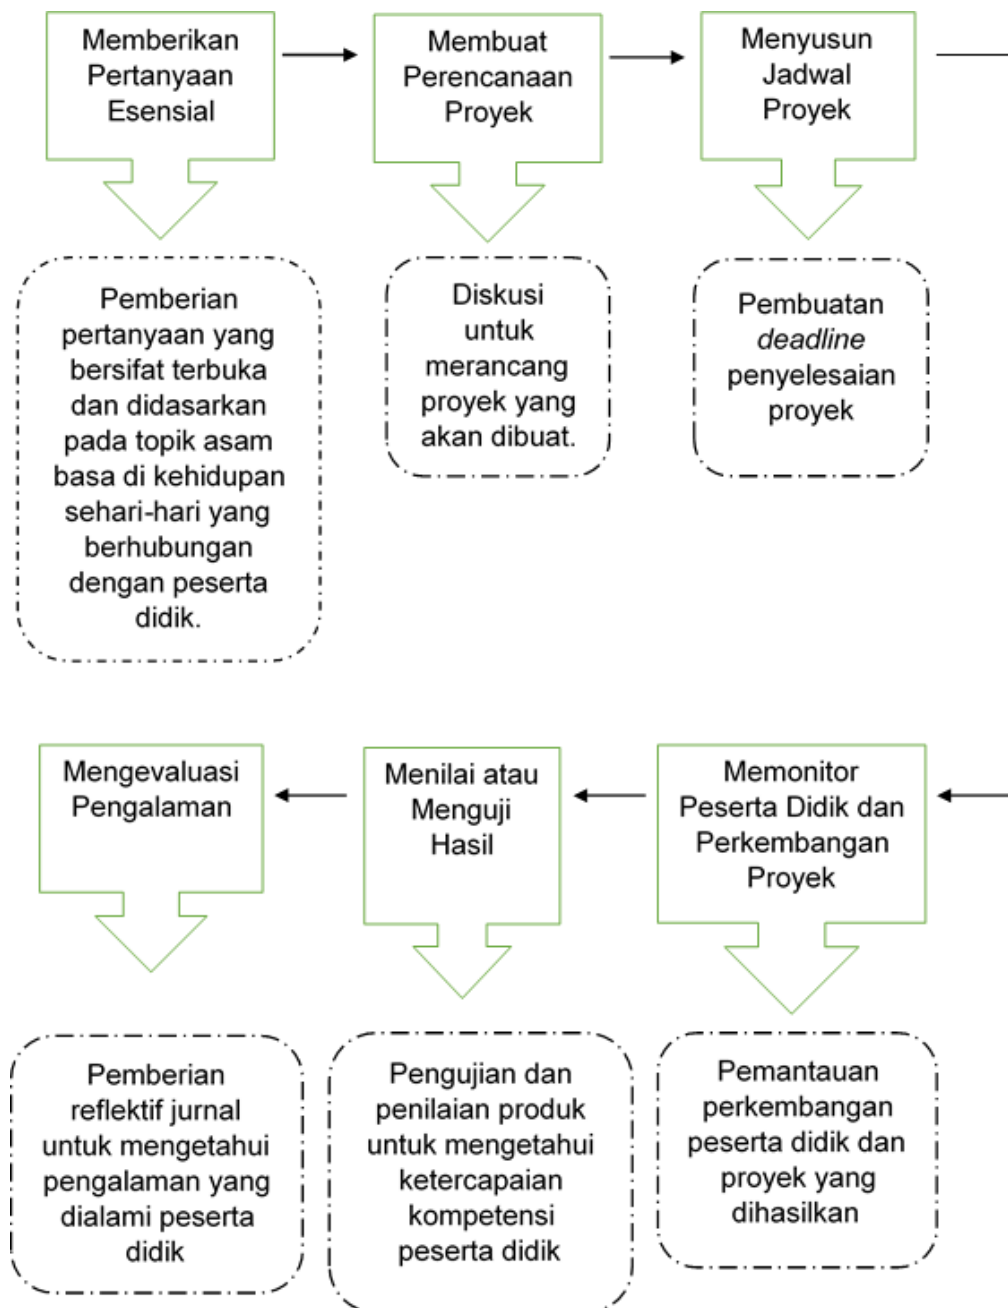 Memberikan
Pertanyaan
Esensial
Membuat
Perencanaan
Proyek
Menyusun
Jadwal
Proyek
Pemberian
pertanyaan yang
bersifat terbuka
dan didasarkan
pada topik asam
basa di kehidupan
sehari-hari yang
berhubungan
dengan peserta
didik.
Diskusi
untuk
merancang
proyek yang
akan dibuat.
Pembuatan
deadline
penyelesaian
proyek
Memonitor
Peserta Didik dan
Perkembangan
Proyek
Menilai atau
Menguji
Hasil
Mengevaluasi
Pengalaman
Pemantauan
perkembangan
peserta didik dan
proyek yang
dihasilkan
Pengujian dan
penilaian produk
untuk mengetahui
ketercapaian
kompetensi
peserta didik
Pemberian
reflektif jurnal
untuk mengetahui
pengalaman yang
dialami peserta
didik